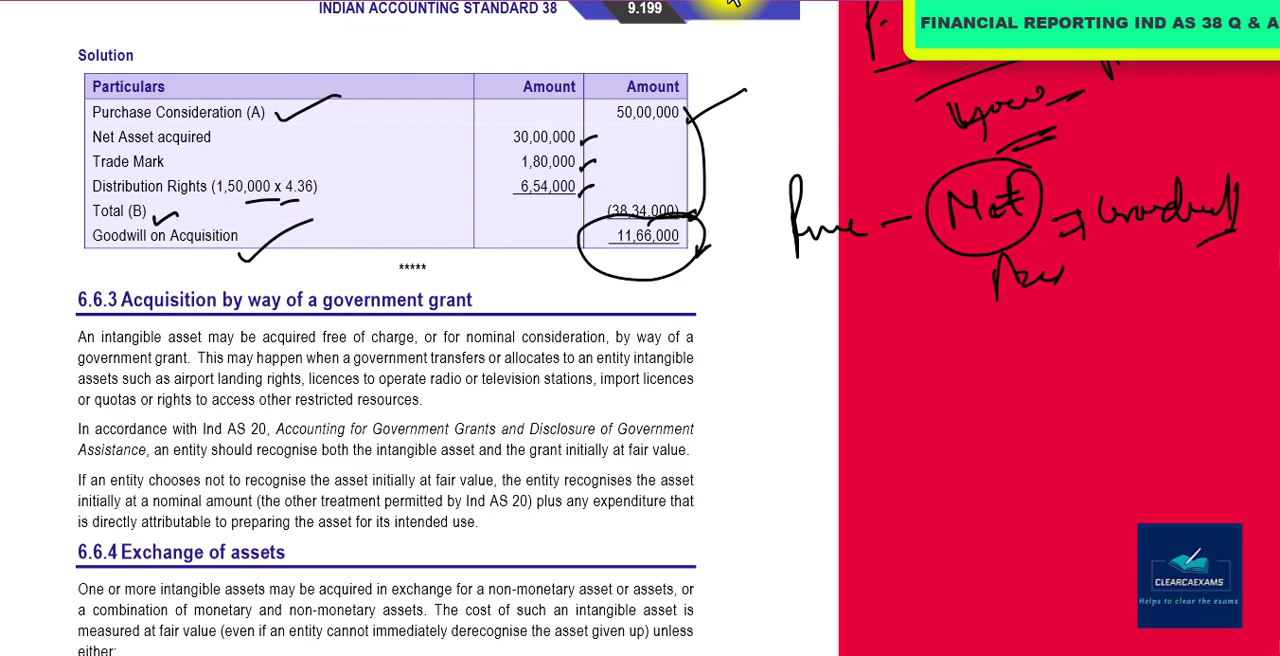 INDIAN ACCOUNTING STANDARD 38 9.199
FINANCIAL REPORTING IND AS 38 Q & A
Solution
Particulars Amount Amount
Purchase Consideration (A) 50,00,000
Net Asset acquired 30,00,000
Trade Mark 1,80,000
Distribution Rights (1,50,000 x 4.36) 6,54,000
Total (B) (38,34,000)
Goodwill on Acquisition 11,66,000
*****
Net
6.6.3 Acquisition by way of a government grant
An intangible asset may be acquired free of charge, or for nominal consideration, by way of a
government grant. This may happen when a government transfers or allocates to an entity intangible
assets such as airport landing rights, licences to operate radio or television stations, import licences
or quotas or rights to access other restricted resources.
In accordance with Ind AS 20, Accounting for Government Grants and Disclosure of Government
Assistance, an entity should recognise both the intangible asset and the grant initially at fair value.
If an entity chooses not to recognise the asset initially at fair value, the entity recognises the asset
initially at a nominal amount (the other treatment permitted by Ind AS 20) plus any expenditure that
is directly attributable to preparing the asset for its intended use.
6.6.4 Exchange of assets
One or more intangible assets may be acquired in exchange for a non-monetary asset or assets, or
a combination of monetary and non-monetary assets. The cost of such an intangible asset is
measured at fair value (even if an entity cannot immediately derecognise the asset given up) unless
either:
CLEARCAEXAMS
Helps to clear the exams